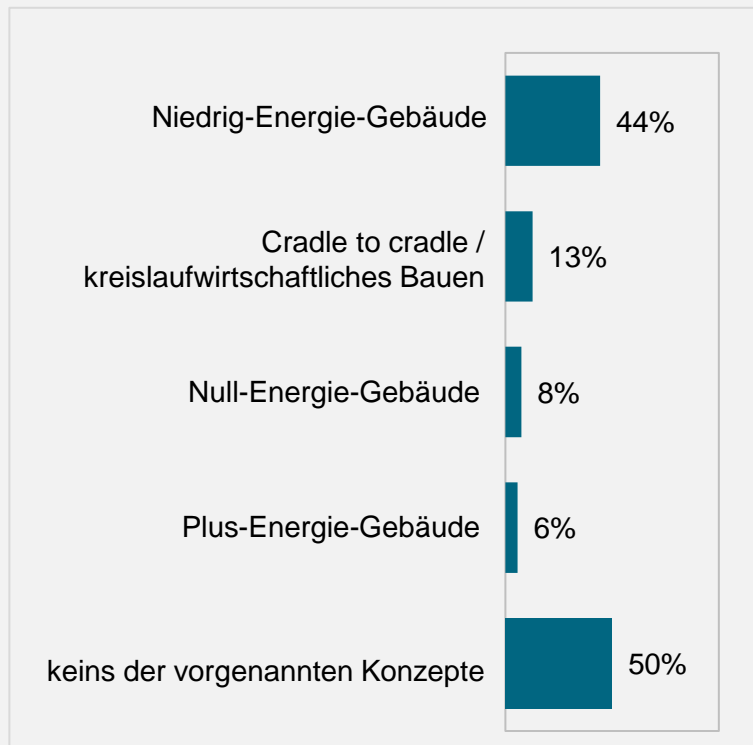 Niedrig-Energie-Gebäude 44%
Cradle to cradle /
kreislaufwirtschaftliches Bauen 13%
Null-Energie-Gebäude 8%
Plus-Energie-Gebäude 6%
keins der vorgenannten Konzepte 50%